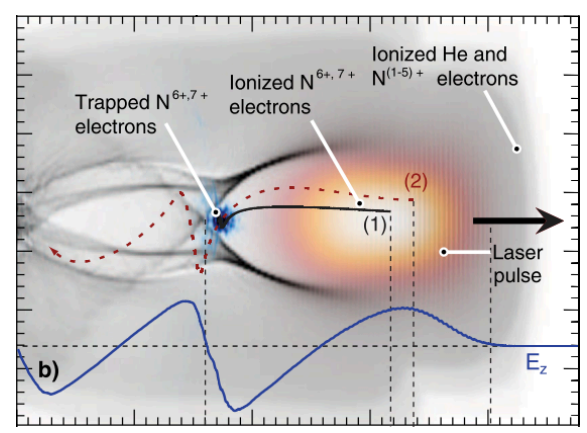 Ionized He and
N(1-5) + electrons
Ionized N6+, 7 +
electrons
Trapped N6+,7 +
electrons
(2)
(1)
Laser
pulse
b)
Ez